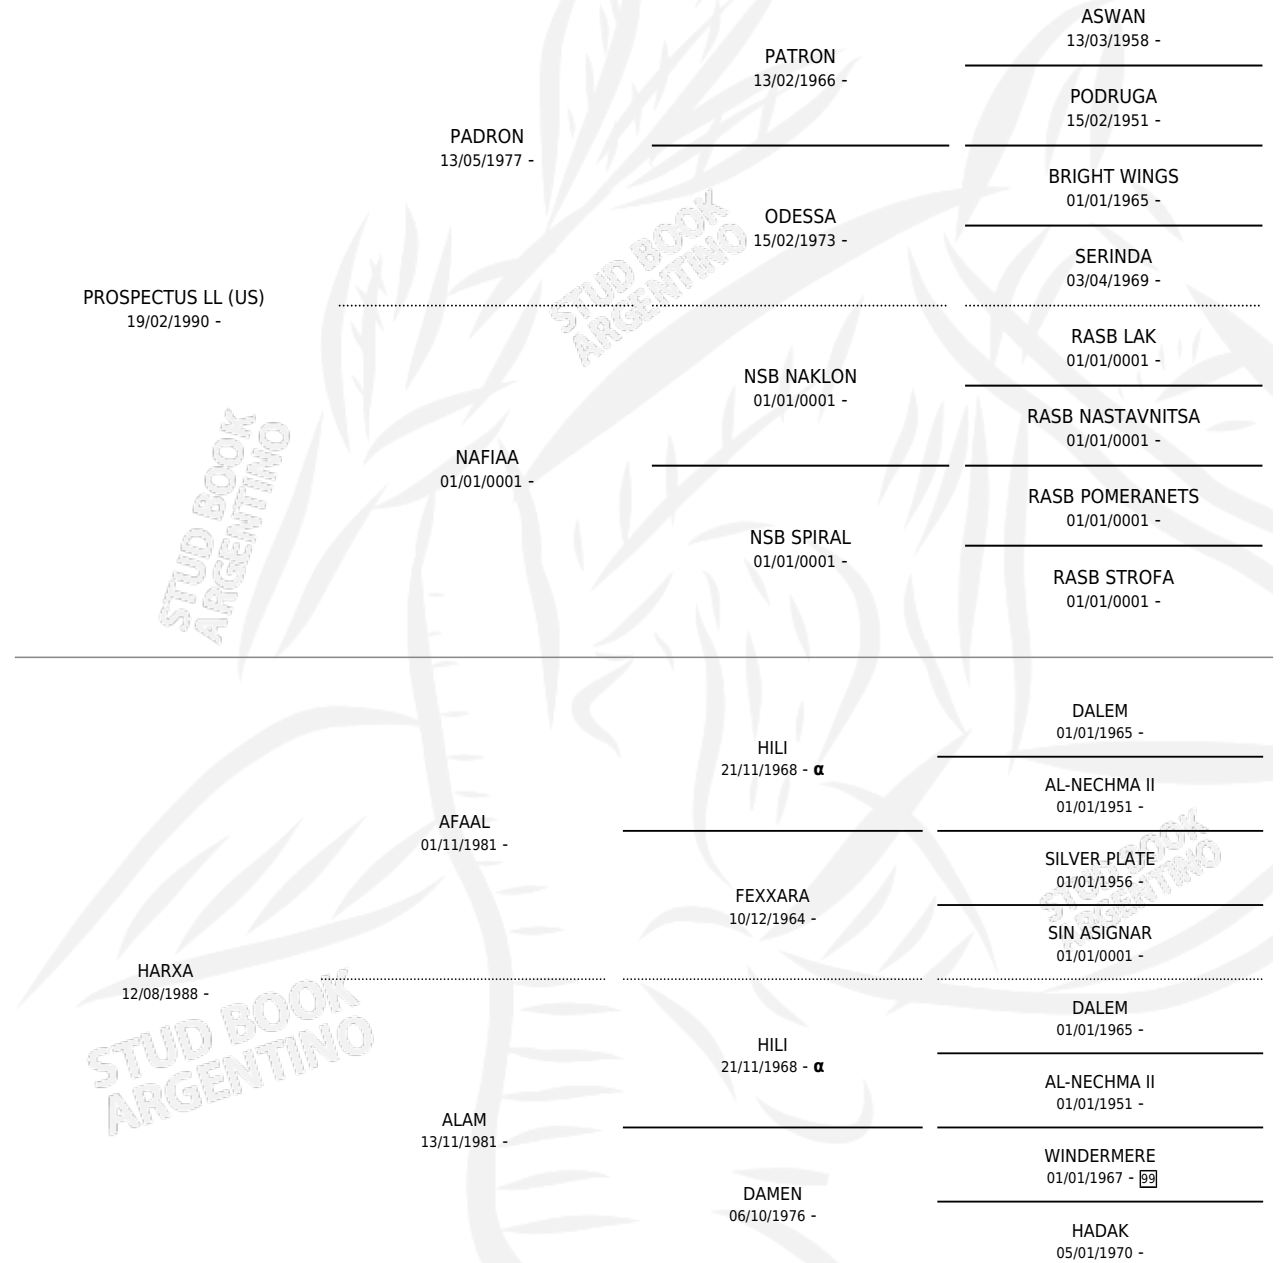 ASWAN
13/03/1958 -
PATRON
13/02/1966 -
PODRUGA
15/02/1951 -
PADRON
13/05/1977 -
BRIGHT WINGS
01/01/1965 -
ODESSA
15/02/1973 -
SERINDA
03/04/1969 -
PROSPECTUS LL (US)
19/02/1990 -
RASB LAK
01/01/0001 -
NSB NAKLON
01/01/0001 -
RASB NASTAVNITSA
01/01/0001 -
NAFIAA
01/01/0001 -
RASB POMERANETS
01/01/0001 -
NSB SPIRAL
01/01/0001 -
RASB STROFA
01/01/0001 -
DALEM
01/01/1965 -
HILI
21/11/1968 - α
AL-NECHMA II
01/01/1951 -
AFAAL
01/11/1981 -
SILVER PLATE
01/01/1956 -
FEXXARA
10/12/1964 -
SIN ASIGNAR
01/01/0001 -
HARXA
12/08/1988 -
DALEM
01/01/1965 -
HILI
21/11/1968 - α
AL-NECHMA II
01/01/1951 -
ALAM
13/11/1981 -
WINDERMERE
01/01/1967 - 99
DAMEN
06/10/1976 -
HADAK
05/01/1970 -
STUD BOOK
ARGENTINO
STUD BOOK
ARGENTINO
STUD BOOK
ARGENTINO
STUD BOOK
ARGENTINO